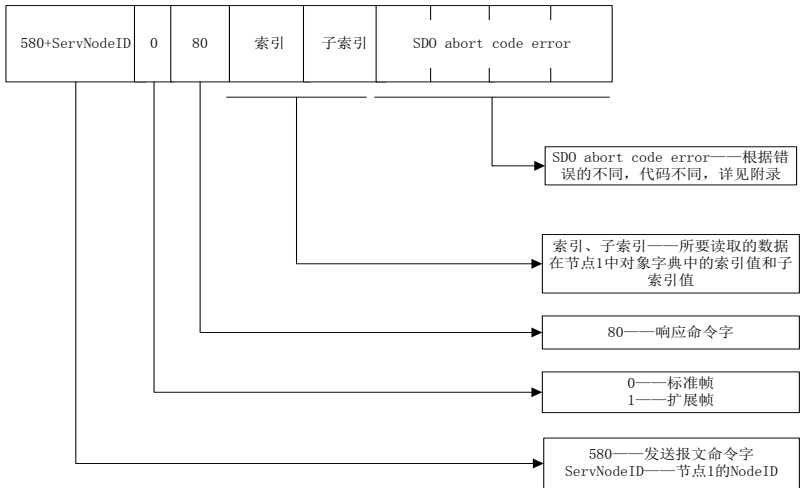 580+ServNodeID 0 80 索引 子索引 SDO abort code error
SDO abort code error——根据错
误的不同，代码不同，详见附录
索引、子索引——所要读取的数据
在节点1中对象字典中的索引值和子
索引值
80——响应命令字
0——标准帧
1——扩展帧
580——发送报文命令字
ServNodeID——节点1的NodeID